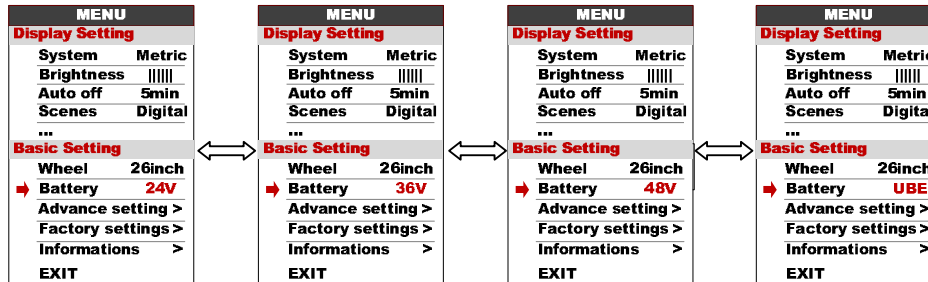 MENU
Display Setting
System Metric
Brightness ||||||
Auto off 5min
Scenes Digital
...
Basic Setting
Wheel 26inch
Battery 24V
Advance setting >
Factory settings >
Informations >
EXIT
MENU
Display Setting
System Metric
Brightness ||||||
Auto off 5min
Scenes Digital
...
Basic Setting
Wheel 26inch
Battery 36V
Advance setting >
Factory settings >
Informations >
EXIT
MENU
Display Setting
System Metric
Brightness ||||||
Auto off 5min
Scenes Digital
...
Basic Setting
Wheel 26inch
Battery 48V
Advance setting >
Factory settings >
Informations >
EXIT
MENU
Display Setting
System Metric
Brightness ||||||
Auto off 5min
Scenes Digital
...
Basic Setting
Wheel 26inch
Battery UBE
Advance setting >
Factory settings >
Informations >
EXIT